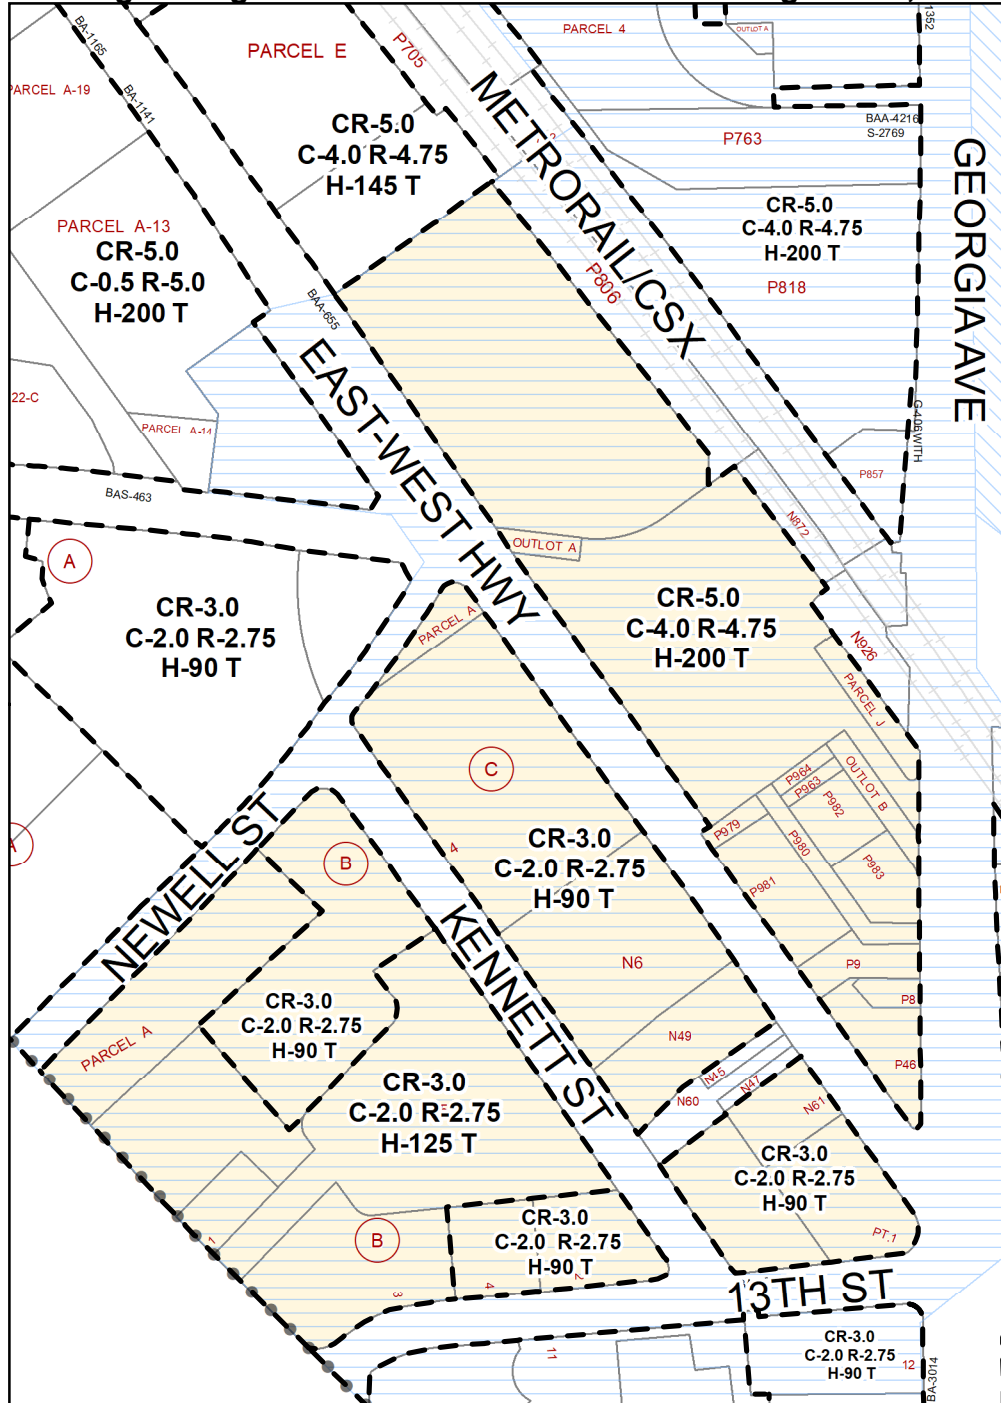 BA-1165
PARCEL E
P705
PARCEL 4
OUTLOT A
1352
PARCEL A-19
BA-1141
CR-5.0
C-4.0 R-4.75
H-145 T
METRORAIL/CSX
BAA-4216
S-2769
P763
GEORGIA AVE
PARCEL A-13
CR-5.0
C-0.5 R-5.0
H-200 T
CR-5.0
C-4.0 R-4.75
H-200 T
P806
P818
BAA-655
EAST-WEST HWY
22-C
PARCEL A-14
G-406 WITH
P857
BAS-463
N872
OUTLOT A
A
CR-3.0
C-2.0 R-2.75
H-90 T
PARCEL A
CR-5.0
C-4.0 R-4.75
H-200 T
N926
PARCEL J
C
P964
P963
OUTLOT B
P982
P979
P980
P983
P981
NEWELL ST
B
4
CR-3.0
C-2.0 R-2.75
H-90 T
KENNETT ST
N6
P9
P8
CR-3.0
C-2.0 R-2.75
H-90 T
PARCEL A
N49
P46
N45
N47
N60
N61
CR-3.0
C-2.0 R-2.75
H-125 T
CR-3.0
C-2.0 R-2.75
H-90 T
PT.1
1
B
CR-3.0
C-2.0 R-2.75
H-90 T
3
4
2
13TH ST
11
CR-3.0
C-2.0 R-2.75
H-90 T
12
BA-3014